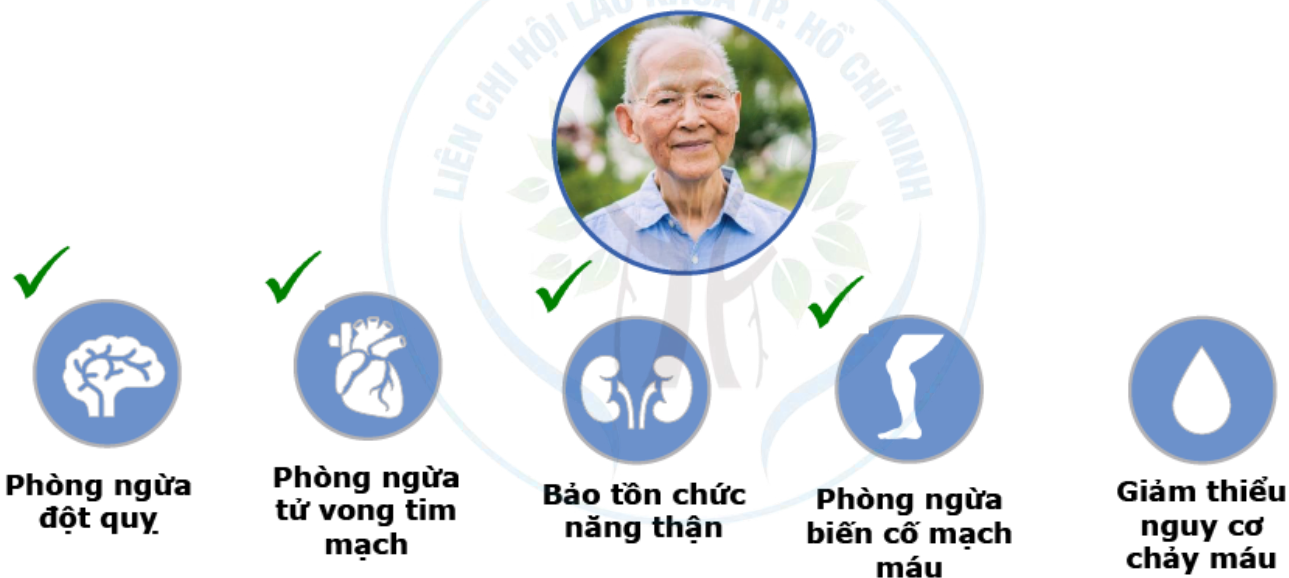 LIÊN CHI HỘI LÃO KHOA TP. HỒ CHÍ MINH
Phòng ngừa
đột quỵ
Phòng ngừa
tử vong tim
mạch
Bảo tồn chức
năng thận
Phòng ngừa
biến cố mạch
máu
Giảm thiểu
nguy cơ
chảy máu